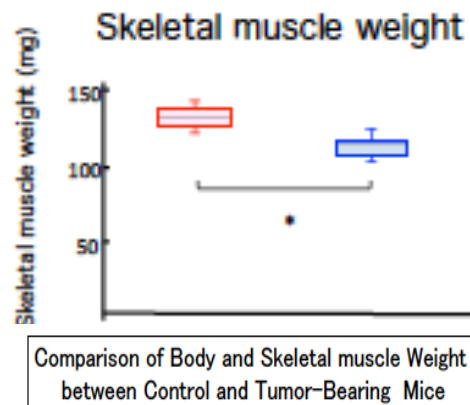 Skeletal muscle weight
Skeletal muscle weight (mg)
150
100
50
*
Comparison of Body and Skeletal muscle Weight
between Control and Tumor-Bearing Mice